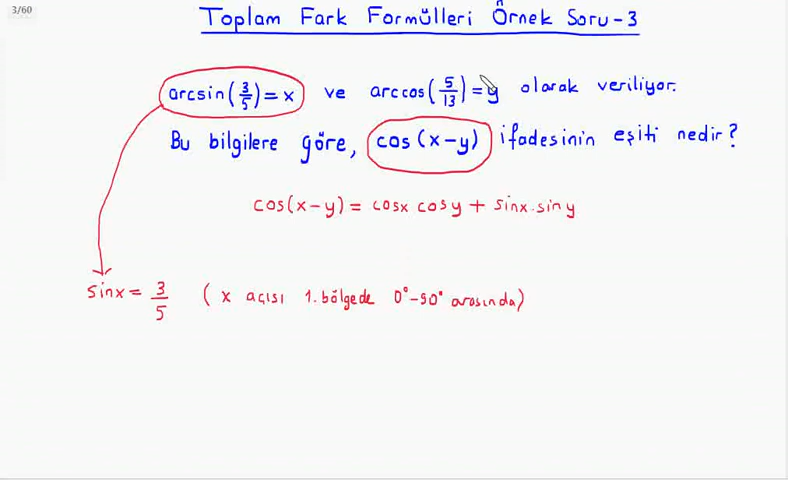 3/60
Toplam Fark Formülleri Örnek Soru-3
arcsin(3/5)=x ve arccos(5/13)=y olarak veriliyor.
Bu bilgilere göre, cos(x-y) ifadesinin eşiti nedir?
cos(x-y)=cosx cosy + sinx.siny
sinx=3/5 (x açısı 1.bölgede 0°-90° arasında)